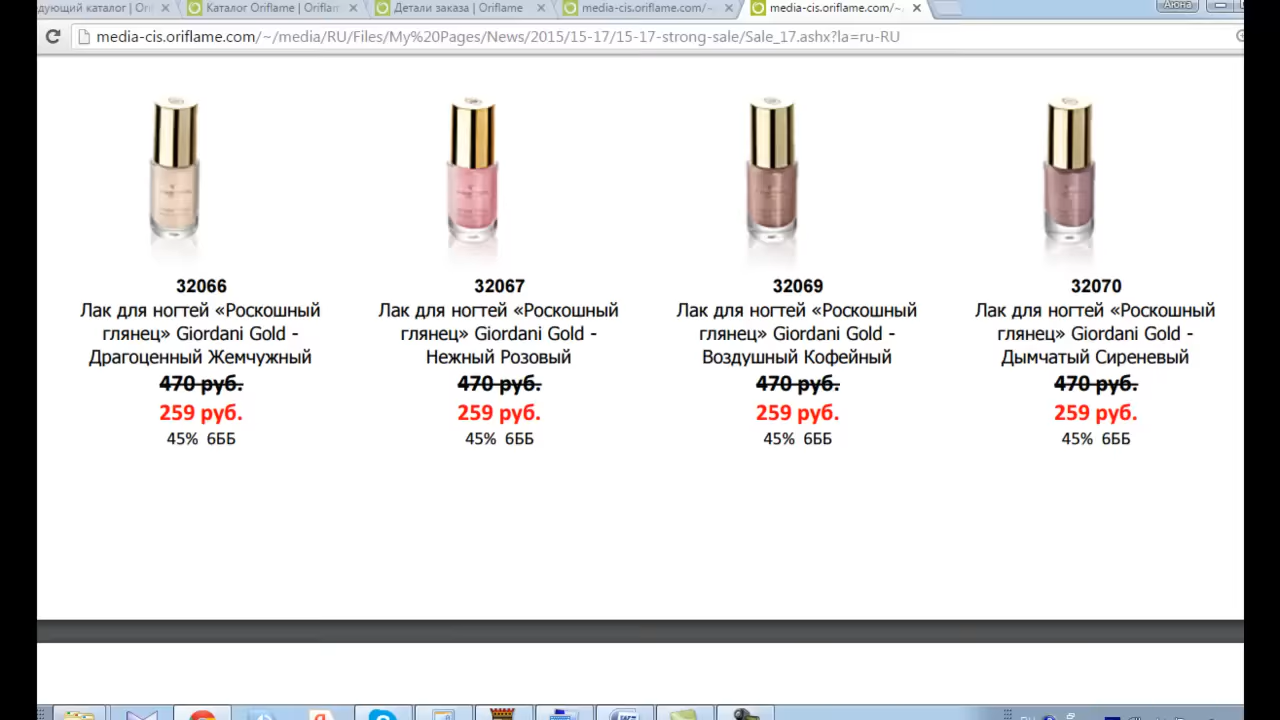 дующий каталог | Ori
Каталог Oriflame | Oriflam
Детали заказа | Oriflame
media-cis.oriflame.com/~
media-cis.oriflame.com/~
Аюна
media-cis.oriflame.com/~/media/RU/Files/My%20Pages/News/2015/15-17/15-17-strong-sale/Sale_17.ashx?la=ru-RU
32066
Лак для ногтей «Роскошный
глянец» Giordani Gold -
Драгоценный Жемчужный
470 руб.
259 руб.
45% 6ББ
32067
Лак для ногтей «Роскошный
глянец» Giordani Gold -
Нежный Розовый
470 руб.
259 руб.
45% 6ББ
32069
Лак для ногтей «Роскошный
глянец» Giordani Gold -
Воздушный Кофейный
470 руб.
259 руб.
45% 6ББ
32070
Лак для ногтей «Роскошный
глянец» Giordani Gold -
Дымчатый Сиреневый
470 руб.
259 руб.
45% 6ББ